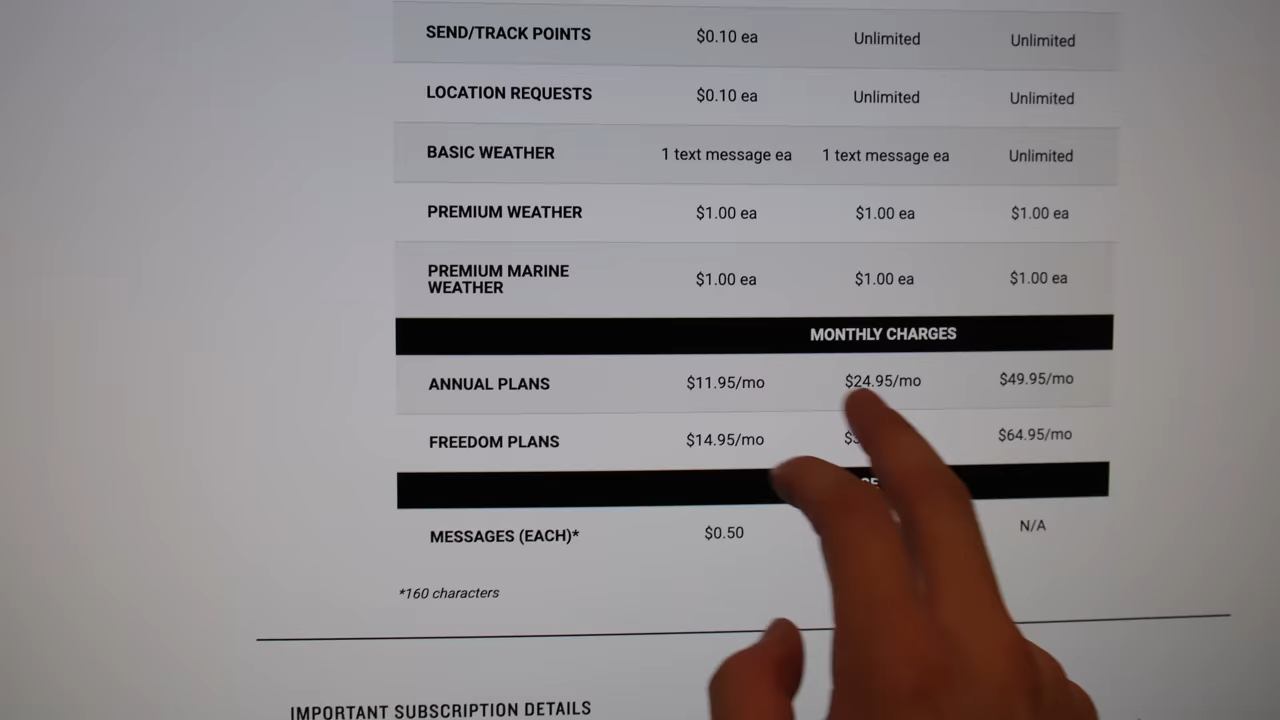 SEND/TRACK POINTS $0.10 ea Unlimited Unlimited
LOCATION REQUESTS $0.10 ea Unlimited Unlimited
BASIC WEATHER 1 text message ea 1 text message ea Unlimited
PREMIUM WEATHER $1.00 ea $1.00 ea $1.00 ea
PREMIUM MARINE
WEATHER $1.00 ea $1.00 ea $1.00 ea
MONTHLY CHARGES
ANNUAL PLANS $11.95/mo $24.95/mo $49.95/mo
FREEDOM PLANS $14.95/mo $64.95/mo
MESSAGES (EACH)* $0.50 N/A
*160 characters
IMPORTANT SUBSCRIPTION DETAILS